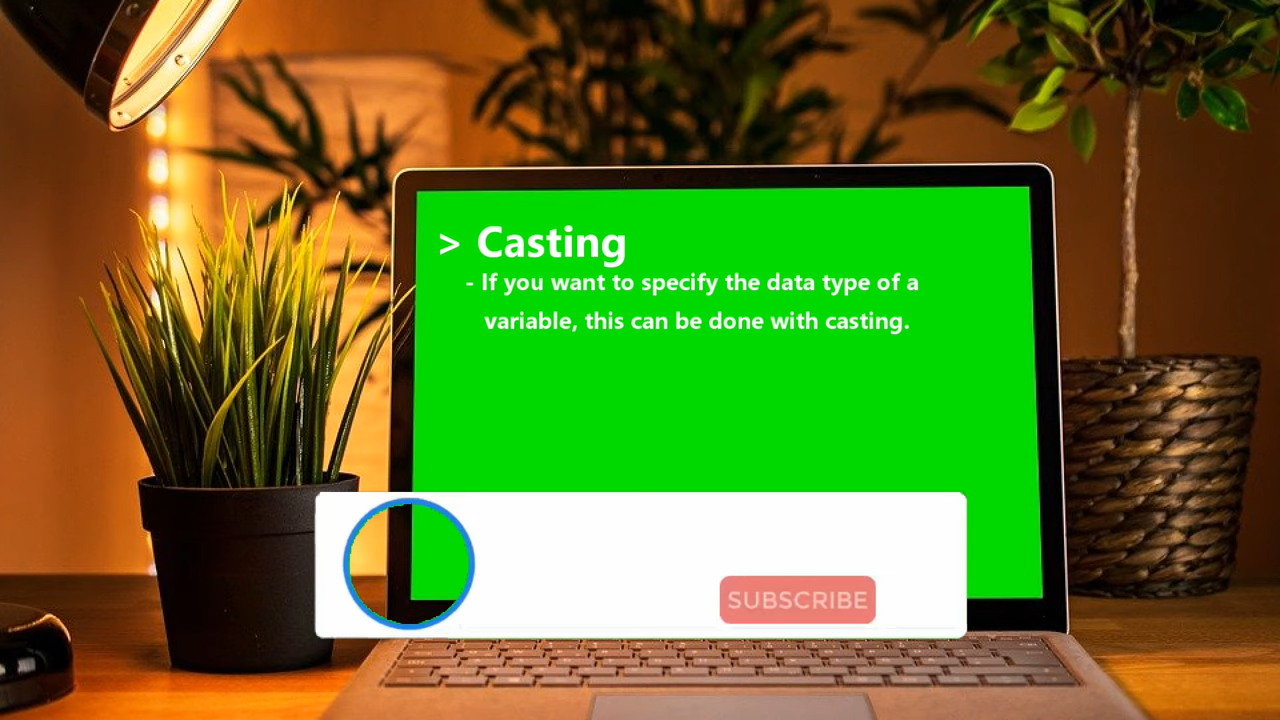 > Casting
- If you want to specify the data type of a
variable, this can be done with casting.
SUBSCRIBE